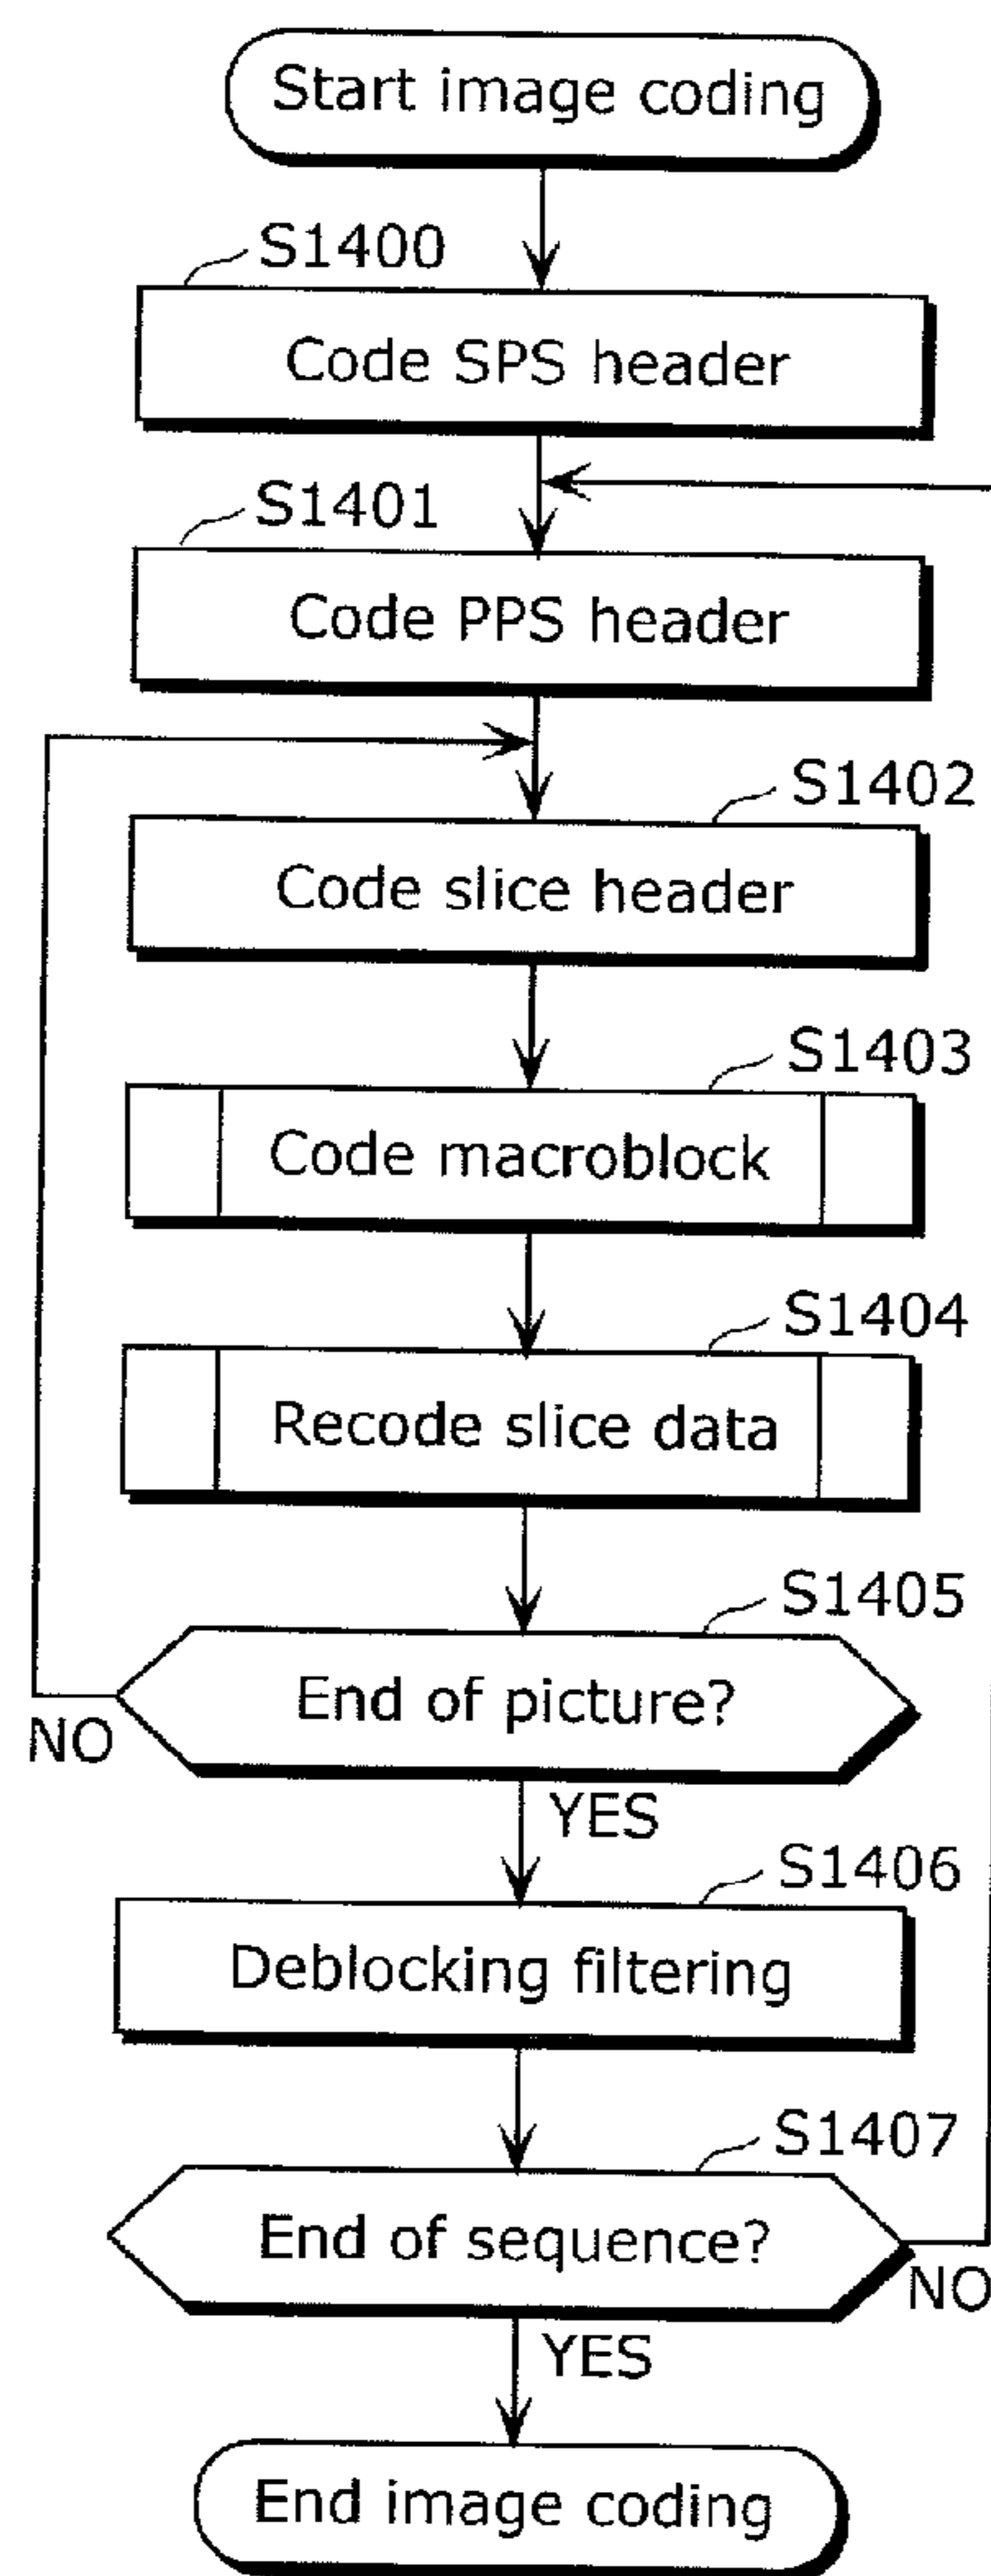 Start image coding
S1400
Code SPS header
S1401
Code PPS header
S1402
Code slice header
S1403
Code macroblock
S1404
Recode slice data
S1405
End of picture?
NO
YES
S1406
Deblocking filtering
S1407
End of sequence?
NO
YES
End image coding